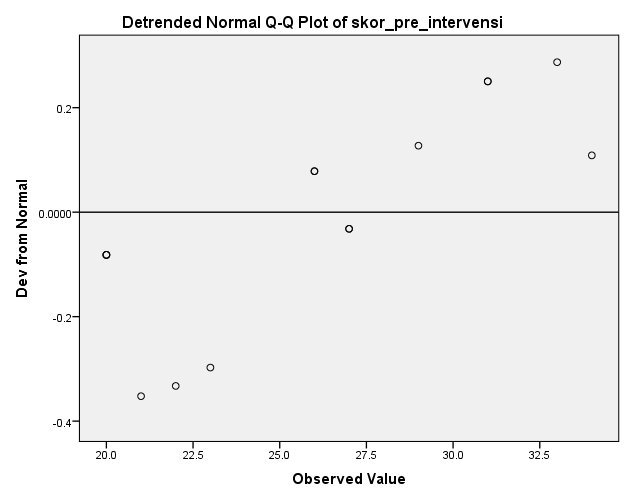 Detrended Normal Q-Q Plot of skor_pre_intervensi
Dev from Normal
0.2
0.0000
-0.2
-0.4
20.0 22.5 25.0 27.5 30.0 32.5
Observed Value